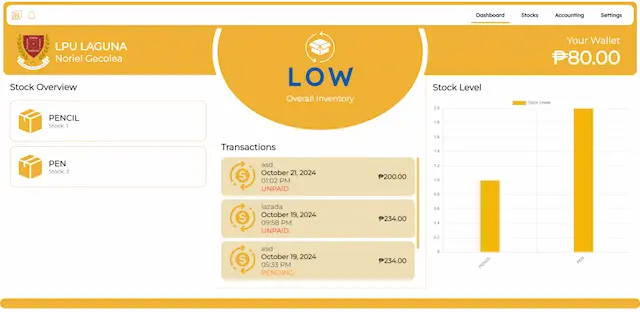 Dashboard
Stocks
Accounting
Settings
LPU LAGUNA
Noriel Gecolea
LOW
Overall Inventory
Your Wallet
₱80.00
Stock Overview
PENCIL
Stock: 1
PEN
Stock: 2
Transactions
asd
October 21, 2024
01:02 PM
UNPAID
₱200.00
lazada
October 19, 2024
09:58 PM
UNPAID
₱234.00
asd
October 19, 2024
05:33 PM
PENDING
₱234.00
Stock Level
Stock Levels
2.0
1.8
1.6
1.4
1.2
1.0
0.8
0.6
0.4
0.2
0
PENCIL
PEN